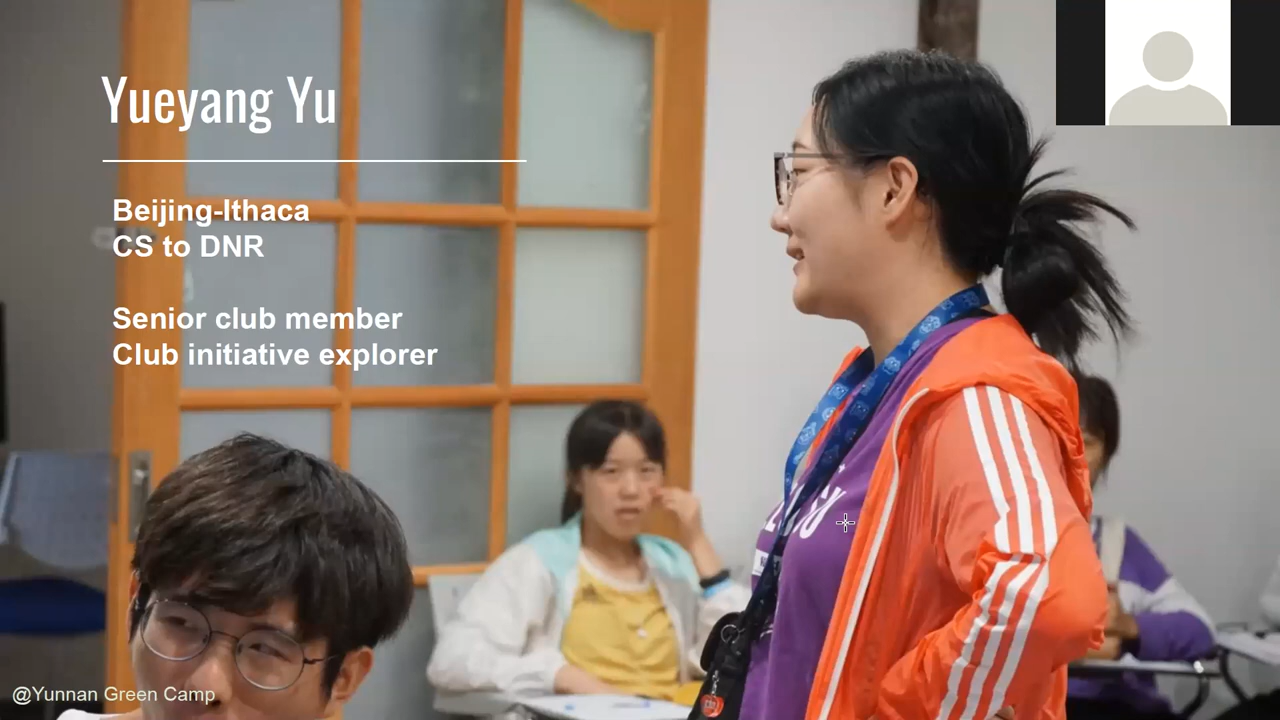 Yueyang Yu
Beijing-Ithaca
CS to DNR
Senior club member
Club initiative explorer
@Yunnan Green Camp